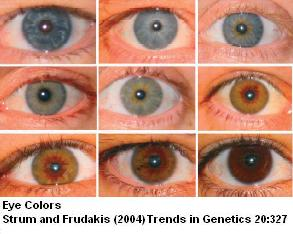 Eye Colors
Strum and Frudakis (2004) Trends in Genetics 20:327